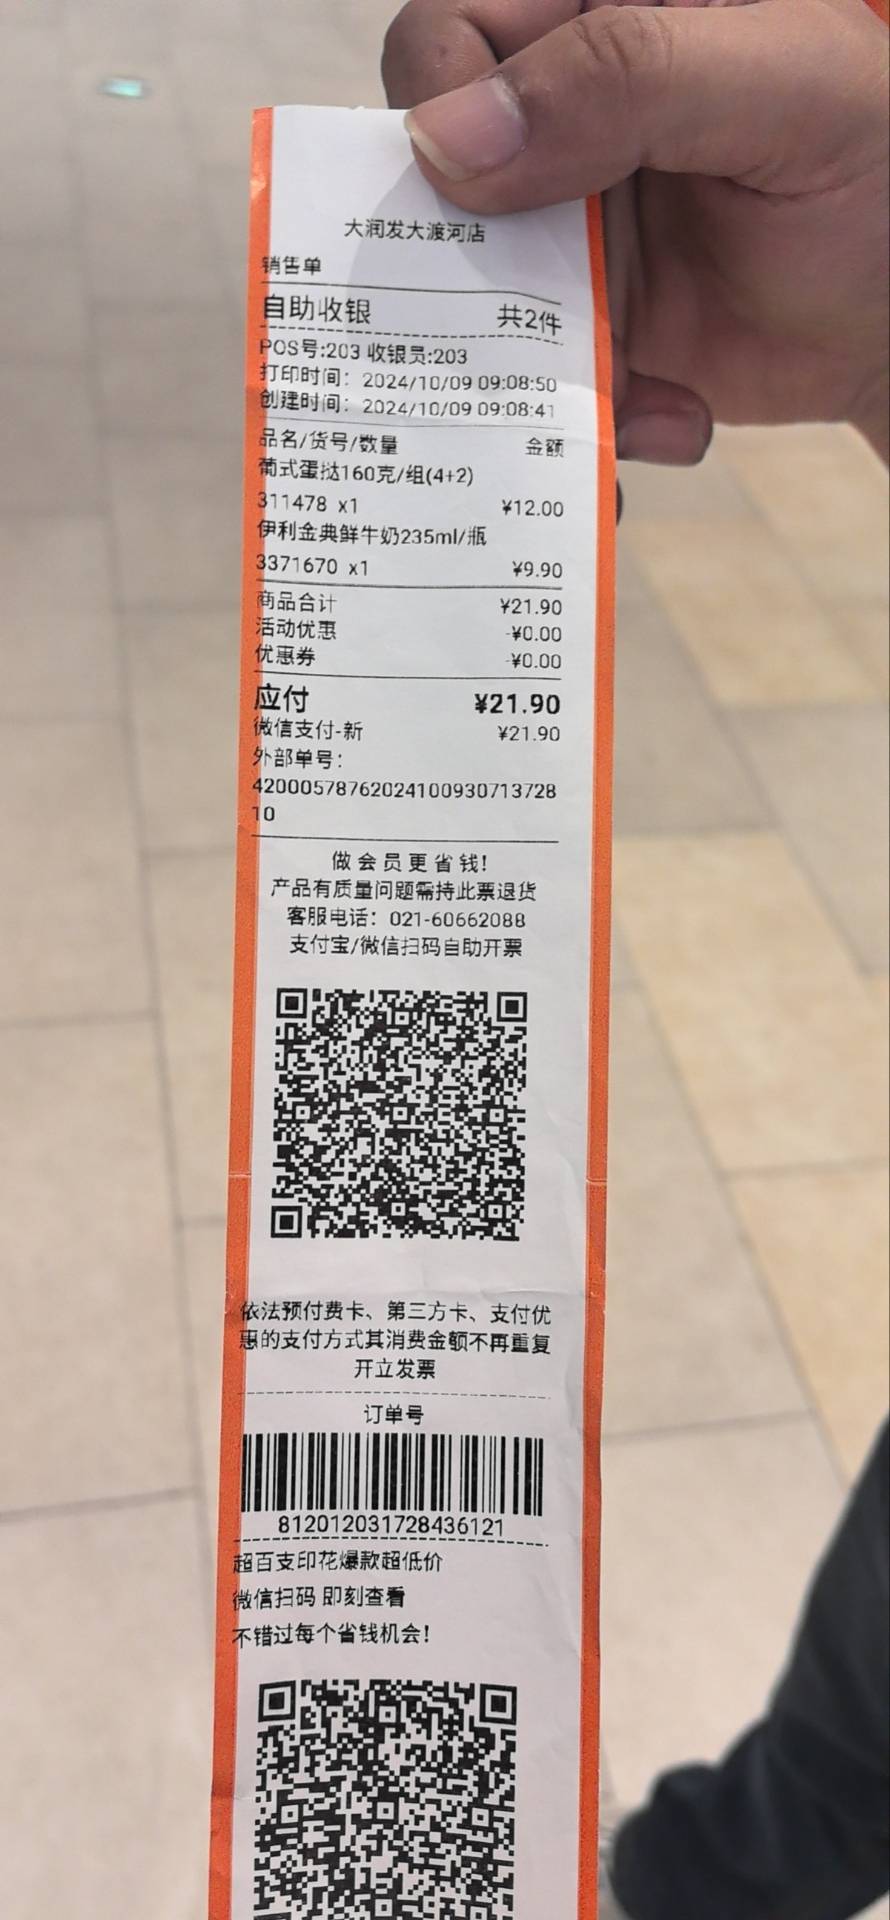 大润发大渡河店
销售单
自助收银 共2件
POS号:203 收银员:203
打印时间：2024/10/09 09:08:50
创建时间：2024/10/09 09:08:41
品名/货号/数量 金额
葡式蛋挞160克/组(4+2)
311478 x1 ¥12.00
伊利金典鲜牛奶235ml/瓶
3371670 x1 ¥9.90
商品合计 ¥21.90
活动优惠 -¥0.00
优惠券 -¥0.00
应付 ¥21.90
微信支付-新 ¥21.90
外部单号：
42000578762024100930713728
10
做会员更省钱!
产品有质量问题需持此票退货
客服电话：021-60662088
支付宝/微信扫码自助开票
依法预付费卡、第三方卡、支付优
惠的支付方式其消费金额不再重复
开立发票
订单号
812012031728436121
超百支印花爆款超低价
微信扫码 即刻查看
不错过每个省钱机会!